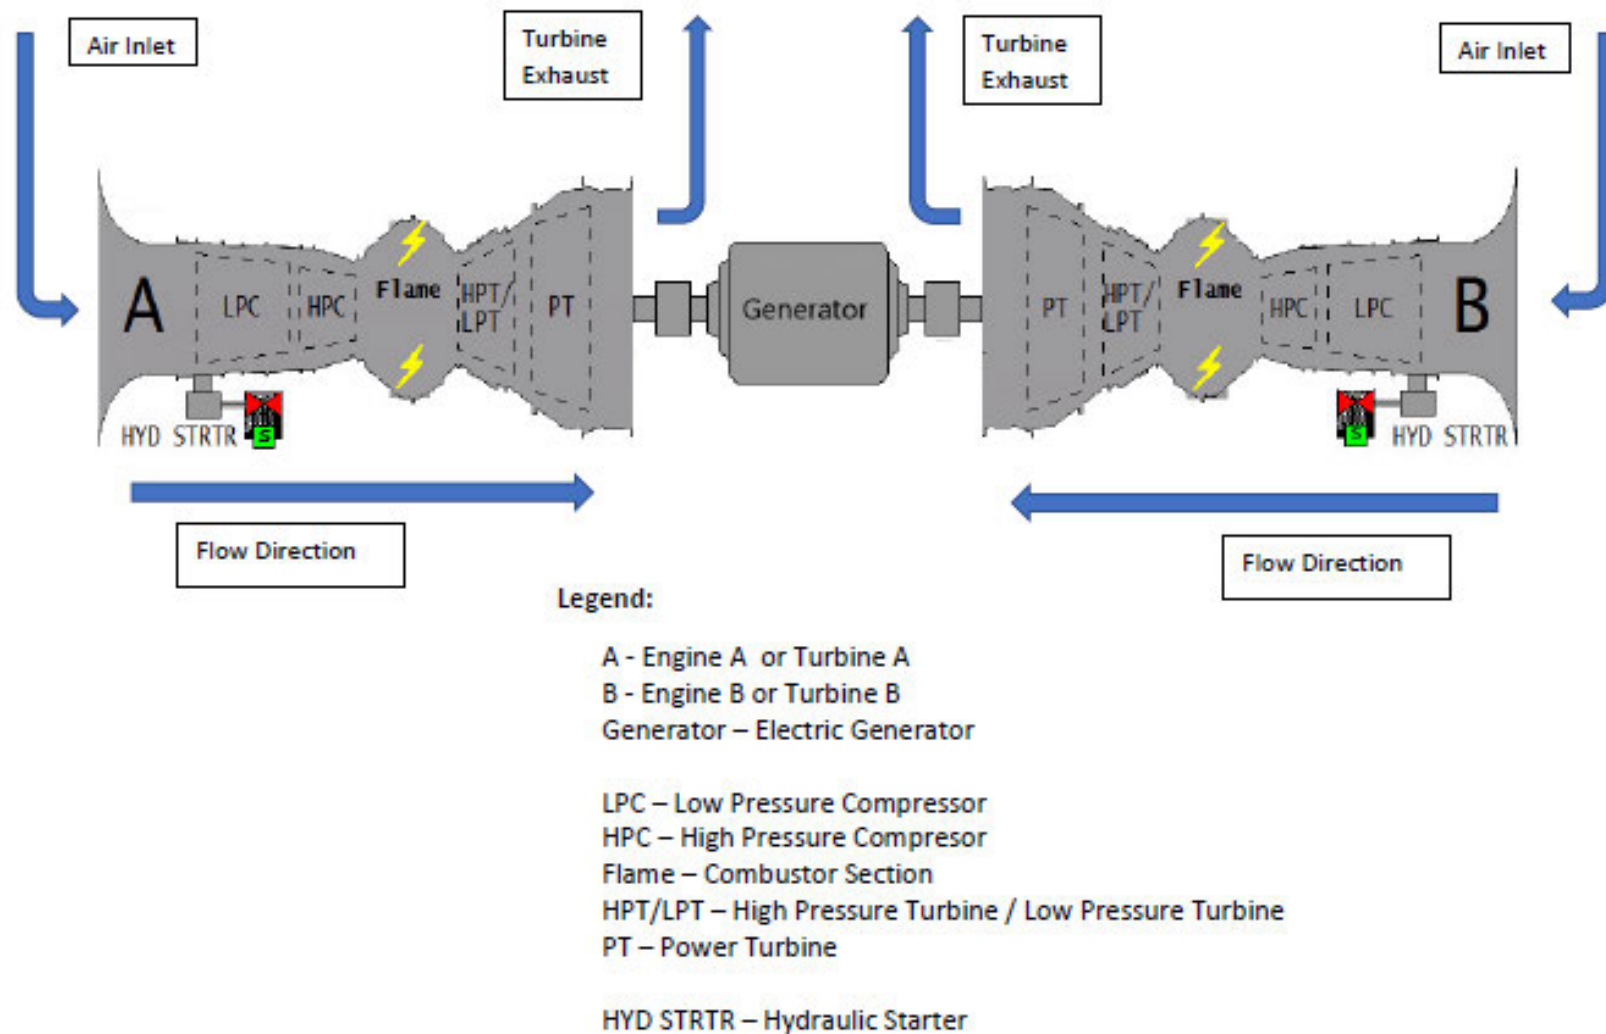 Air Inlet
Turbine
Exhaust
Turbine
Exhaust
Air Inlet
A
LPC
HPC
Flame
HPT/
LPT
PT
Generator
PT
HPT/
LPT
Flame
HPC
LPC
B
HYD STRTR
S
S
HYD STRTR
Flow Direction
Flow Direction
Legend:
A - Engine A or Turbine A
B - Engine B or Turbine B
Generator – Electric Generator
LPC – Low Pressure Compressor
HPC – High Pressure Compresor
Flame – Combustor Section
HPT/LPT – High Pressure Turbine / Low Pressure Turbine
PT – Power Turbine
HYD STRTR – Hydraulic Starter